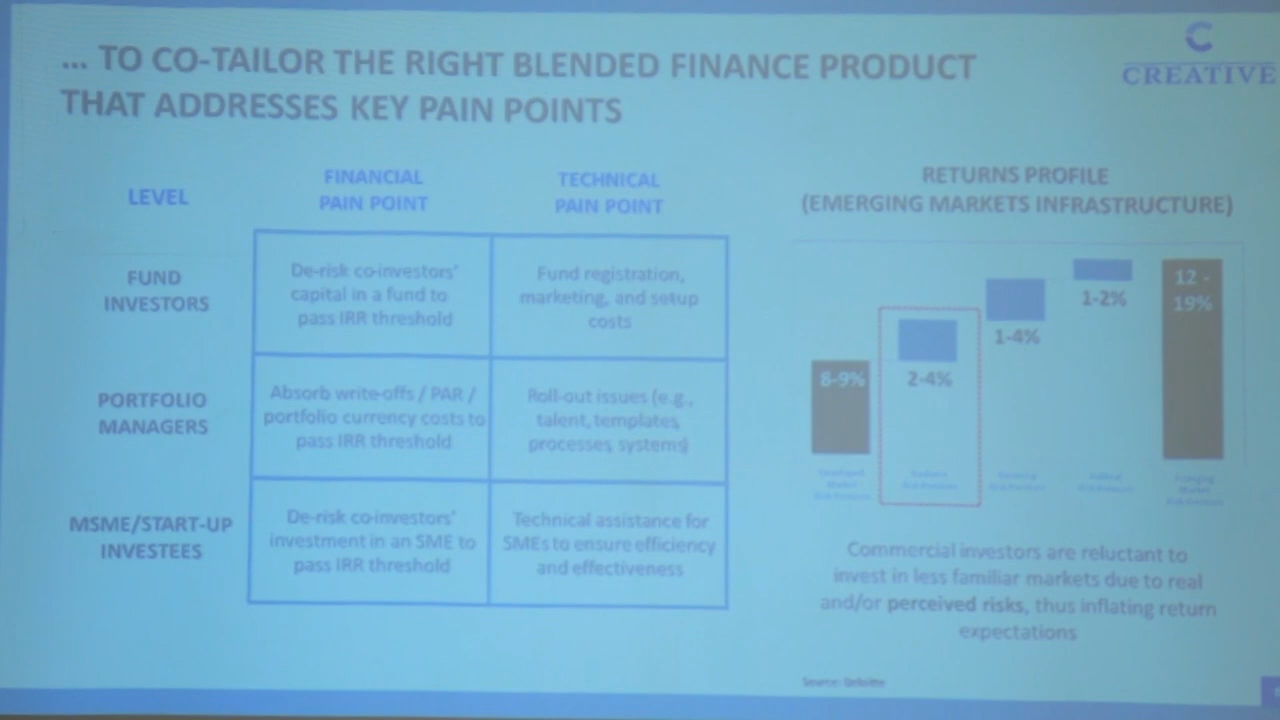 ... TO CO-TAILOR THE RIGHT BLENDED FINANCE PRODUCT
THAT ADDRESSES KEY PAIN POINTS
C
CREATIVE
LEVEL
FINANCIAL
PAIN POINT
TECHNICAL
PAIN POINT
FUND
INVESTORS
De-risk co-investors'
capital in a fund to
pass IRR threshold
Fund registration,
marketing, and setup
costs
PORTFOLIO
MANAGERS
Absorb write-offs / PAR /
portfolio currency costs to
pass IRR threshold
Roll-out issues (e.g.,
talent, templates,
processes, systems)
MSME/START-UP
INVESTEES
De-risk co-investors'
investment in an SME to
pass IRR threshold
Technical assistance for
SMEs to ensure efficiency
and effectiveness
RETURNS PROFILE
(EMERGING MARKETS INFRASTRUCTURE)
8-9%
2-4%
1-4%
1-2%
12 -
19%
Market
Market
Commercial investors are reluctant to
invest in less familiar markets due to real
and/or perceived risks, thus inflating return
expectations
Source: Deloitte